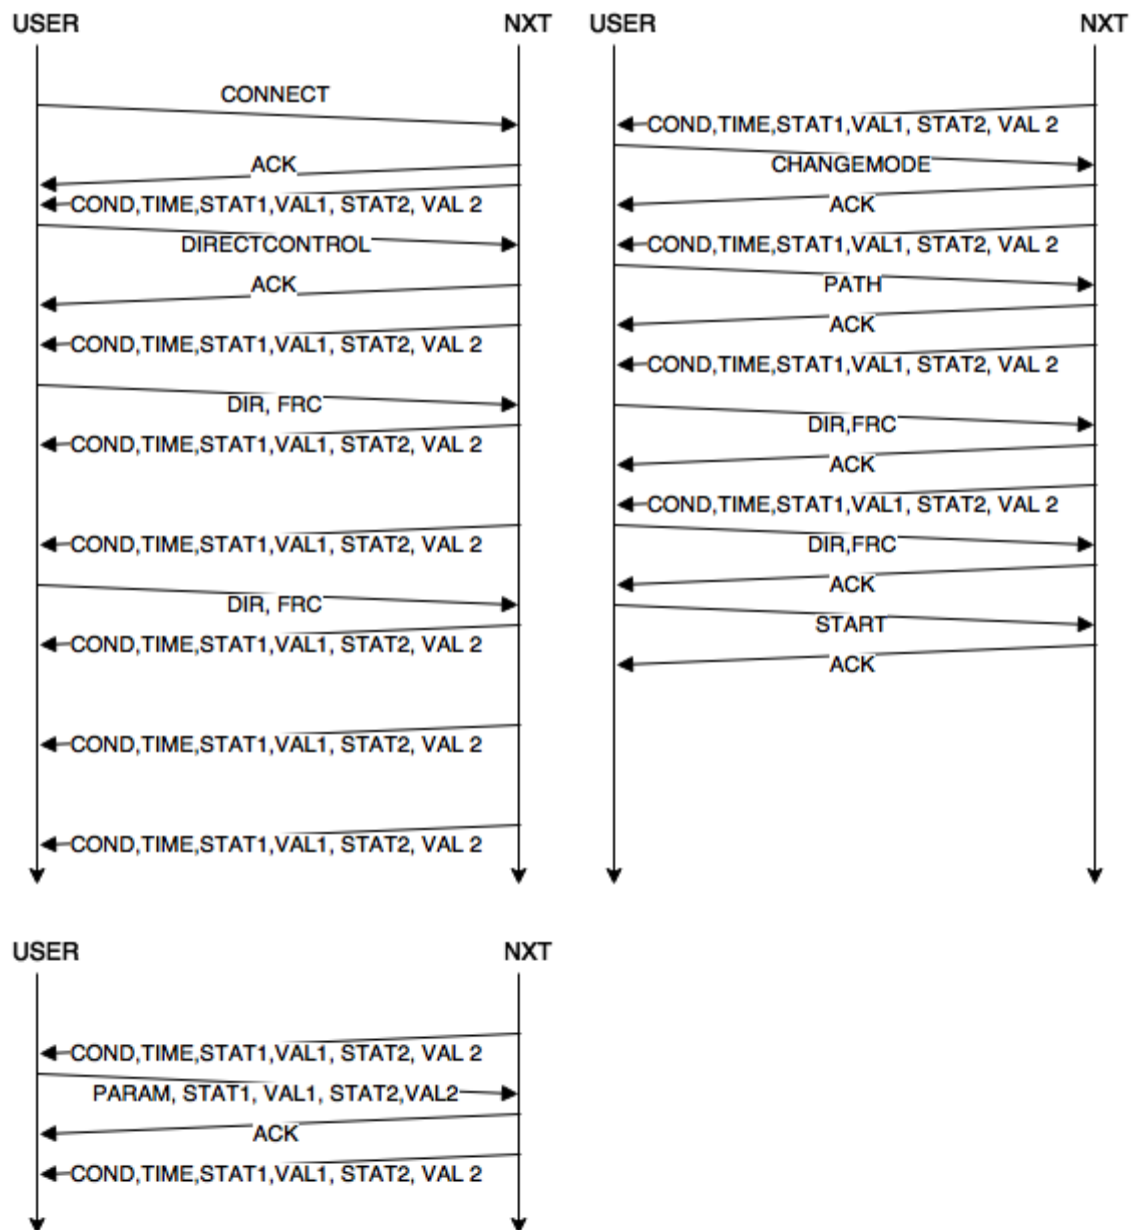 USER NXT
CONNECT
ACK
COND,TIME,STAT1,VAL1, STAT2, VAL 2
DIRECTCONTROL
ACK
COND,TIME,STAT1,VAL1, STAT2, VAL 2
DIR, FRC
COND,TIME,STAT1,VAL1, STAT2, VAL 2
COND,TIME,STAT1,VAL1, STAT2, VAL 2
DIR, FRC
COND,TIME,STAT1,VAL1, STAT2, VAL 2
COND,TIME,STAT1,VAL1, STAT2, VAL 2
COND,TIME,STAT1,VAL1, STAT2, VAL 2
USER NXT
COND,TIME,STAT1,VAL1, STAT2, VAL 2
CHANGEMODE
ACK
COND,TIME,STAT1,VAL1, STAT2, VAL 2
PATH
ACK
COND,TIME,STAT1,VAL1, STAT2, VAL 2
DIR,FRC
ACK
COND,TIME,STAT1,VAL1, STAT2, VAL 2
DIR,FRC
ACK
START
ACK
USER NXT
COND,TIME,STAT1,VAL1, STAT2, VAL 2
PARAM, STAT1, VAL1, STAT2,VAL2
ACK
COND,TIME,STAT1,VAL1, STAT2, VAL 2